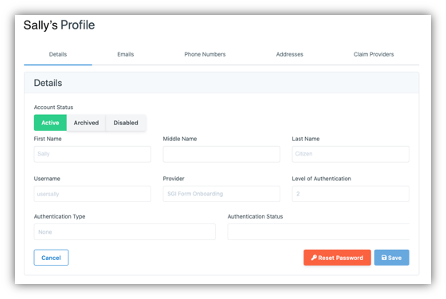 Sally's Profile
Details Emails Phone Numbers Addresses Claim Providers
Details
Account Status
Active Archived Disabled
First Name Middle Name Last Name
Sally Citizen
Username Provider Level of Authentication
usersally SSO Form Onboarding 2
Authentication Type Authentication Status
None
Cancel Reset Password Save